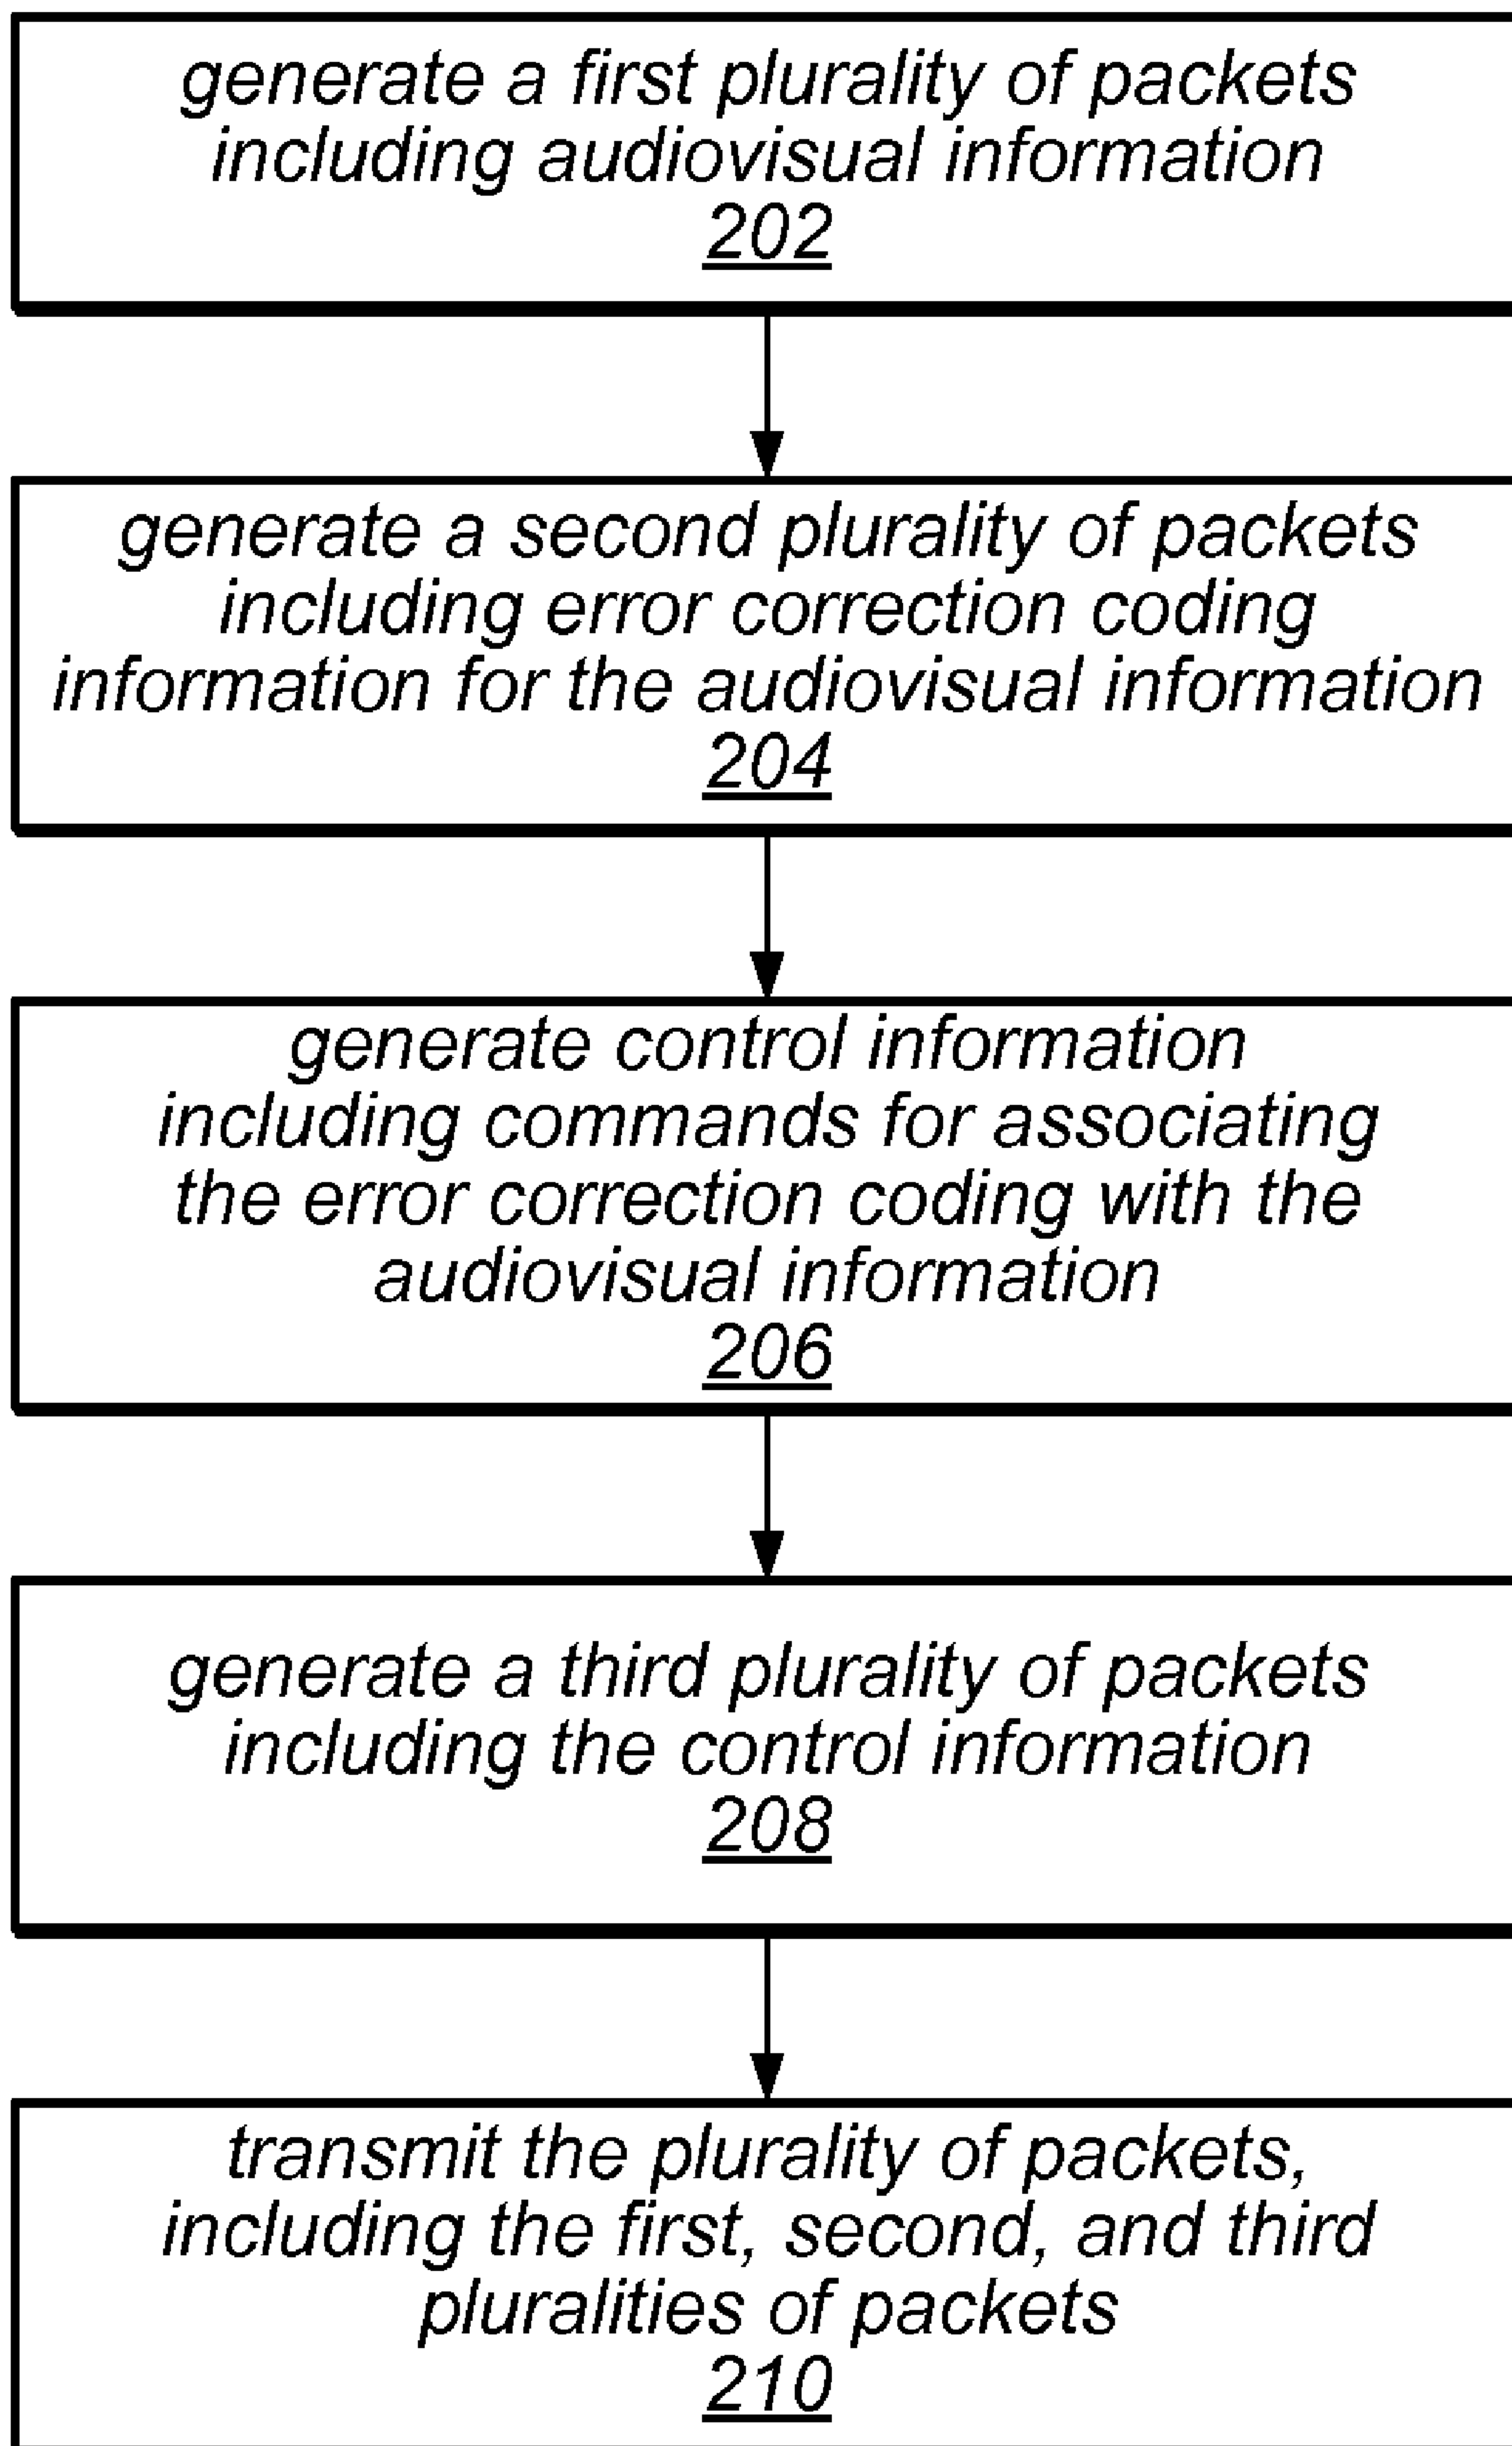 generate a first plurality of packets
including audiovisual information
202
generate a second plurality of packets
including error correction coding
information for the audiovisual information
204
generate control information
including commands for associating
the error correction coding with the
audiovisual information
206
generate a third plurality of packets
including the control information
208
transmit the plurality of packets,
including the first, second, and third
pluralities of packets
210